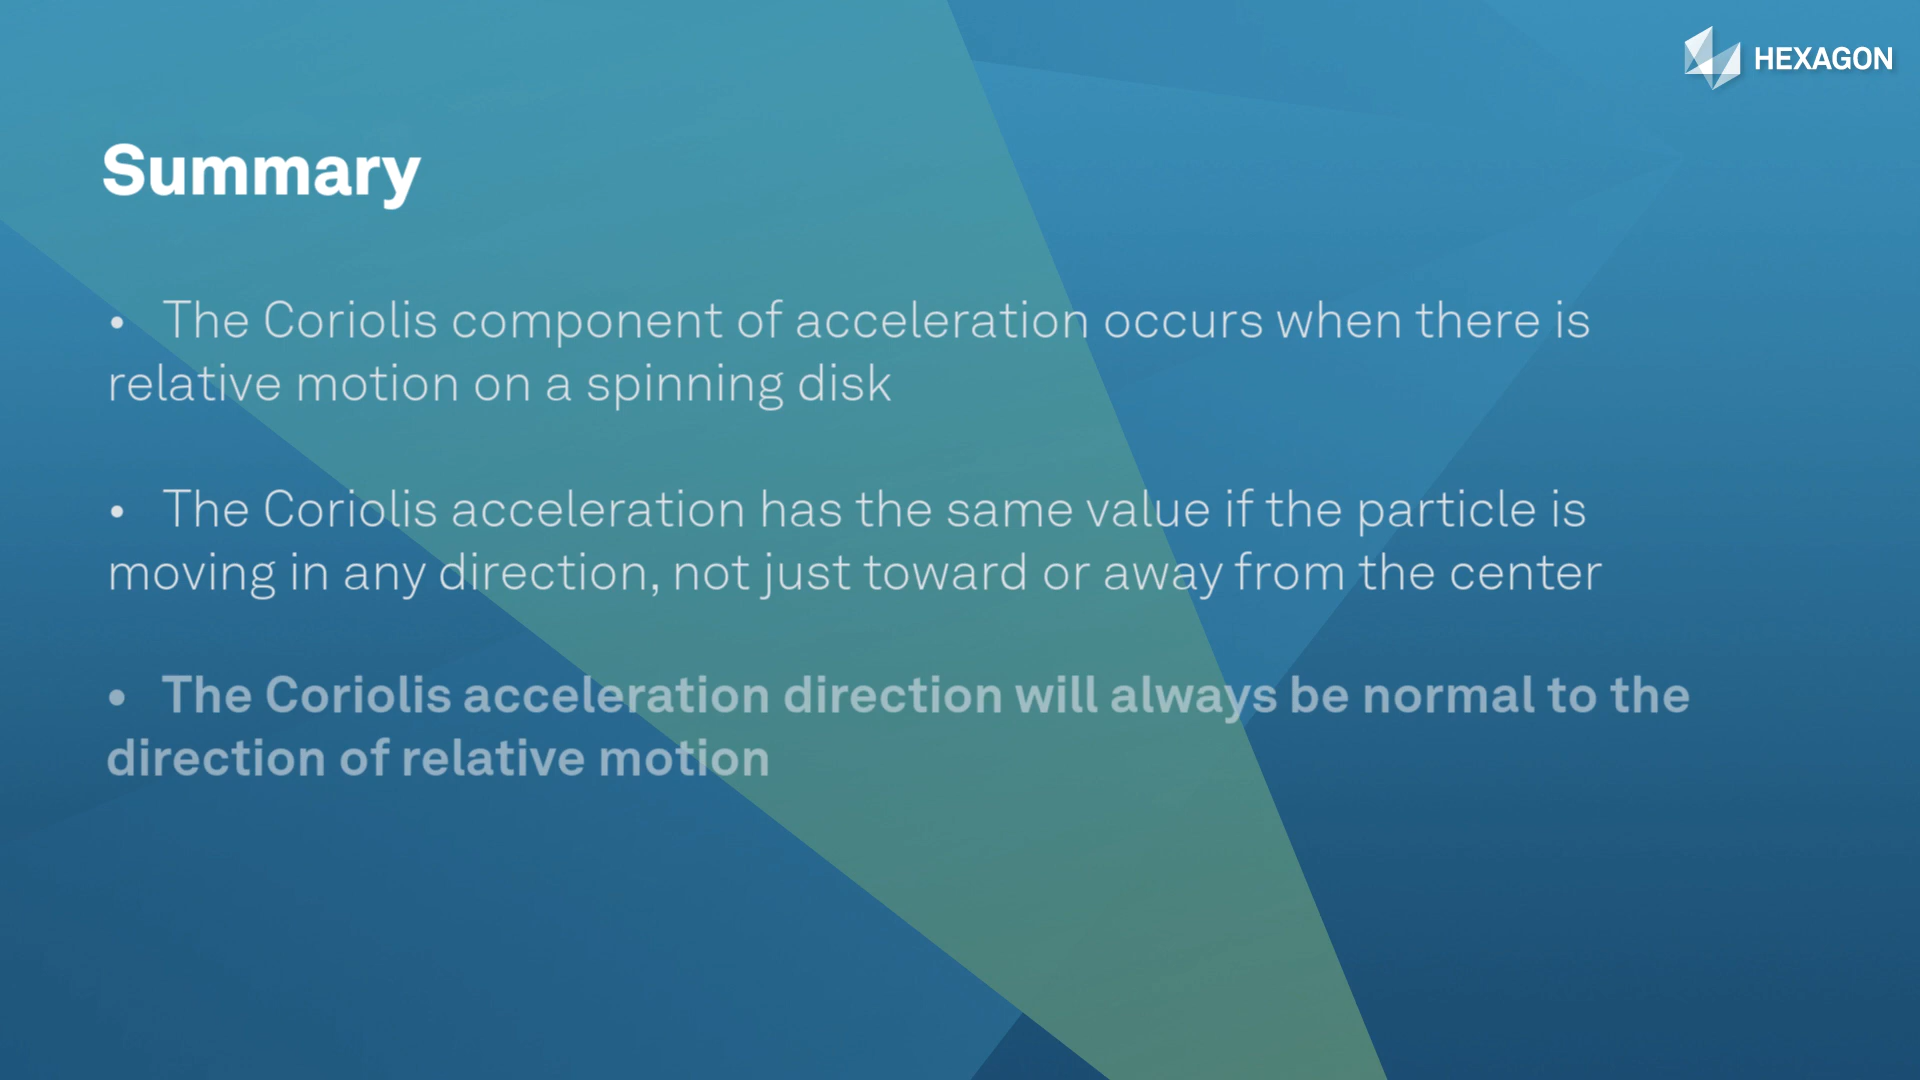 HEXAGON
Summary
• The Coriolis component of acceleration occurs when there is
relative motion on a spinning disk
• The Coriolis acceleration has the same value if the particle is
moving in any direction, not just toward or away from the center
• The Coriolis acceleration direction will always be normal to the
direction of relative motion